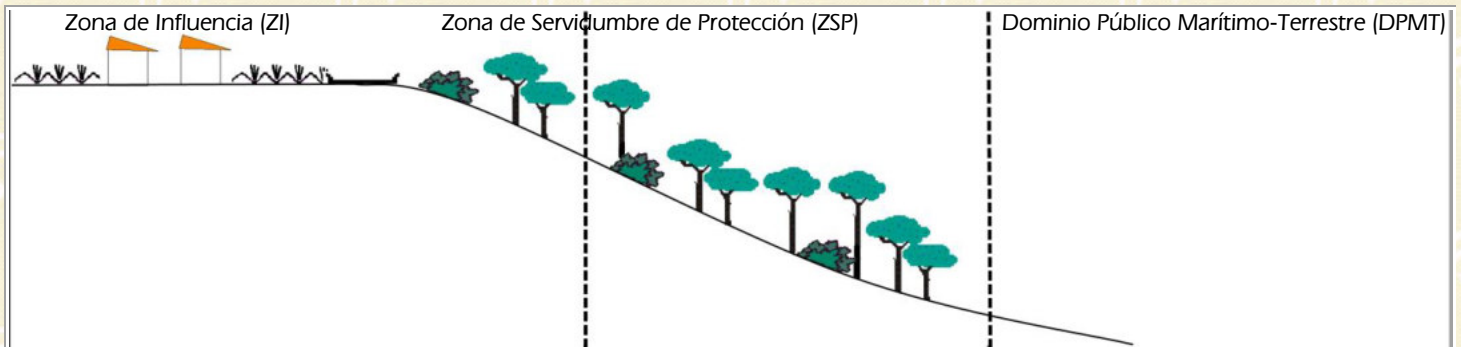 Zona de Influencia (ZI) Zona de Servidumbre de Protección (ZSP) Dominio Público Marítimo-Terrestre (DPMT)